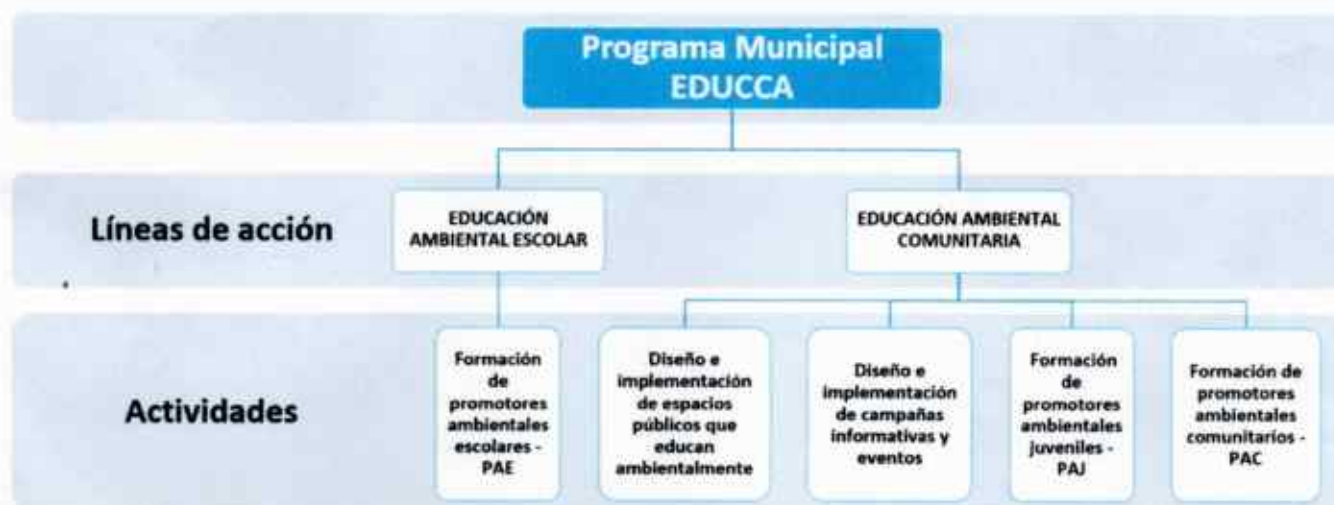 Programa Municipal
EDUCCA
Líneas de acción
EDUCACIÓN
AMBIENTAL ESCOLAR
EDUCACIÓN AMBIENTAL
COMUNITARIA
Actividades
Formación
de
promotores
ambientales
escolares -
PAE
Diseño e
implementación
de espacios
públicos que
educan
ambientalmente
Diseño e
implementación
de campañas
informativas y
eventos
Formación
de
promotores
ambientales
juveniles -
PAJ
Formación de
promotores
ambientales
comunitarios -
PAC